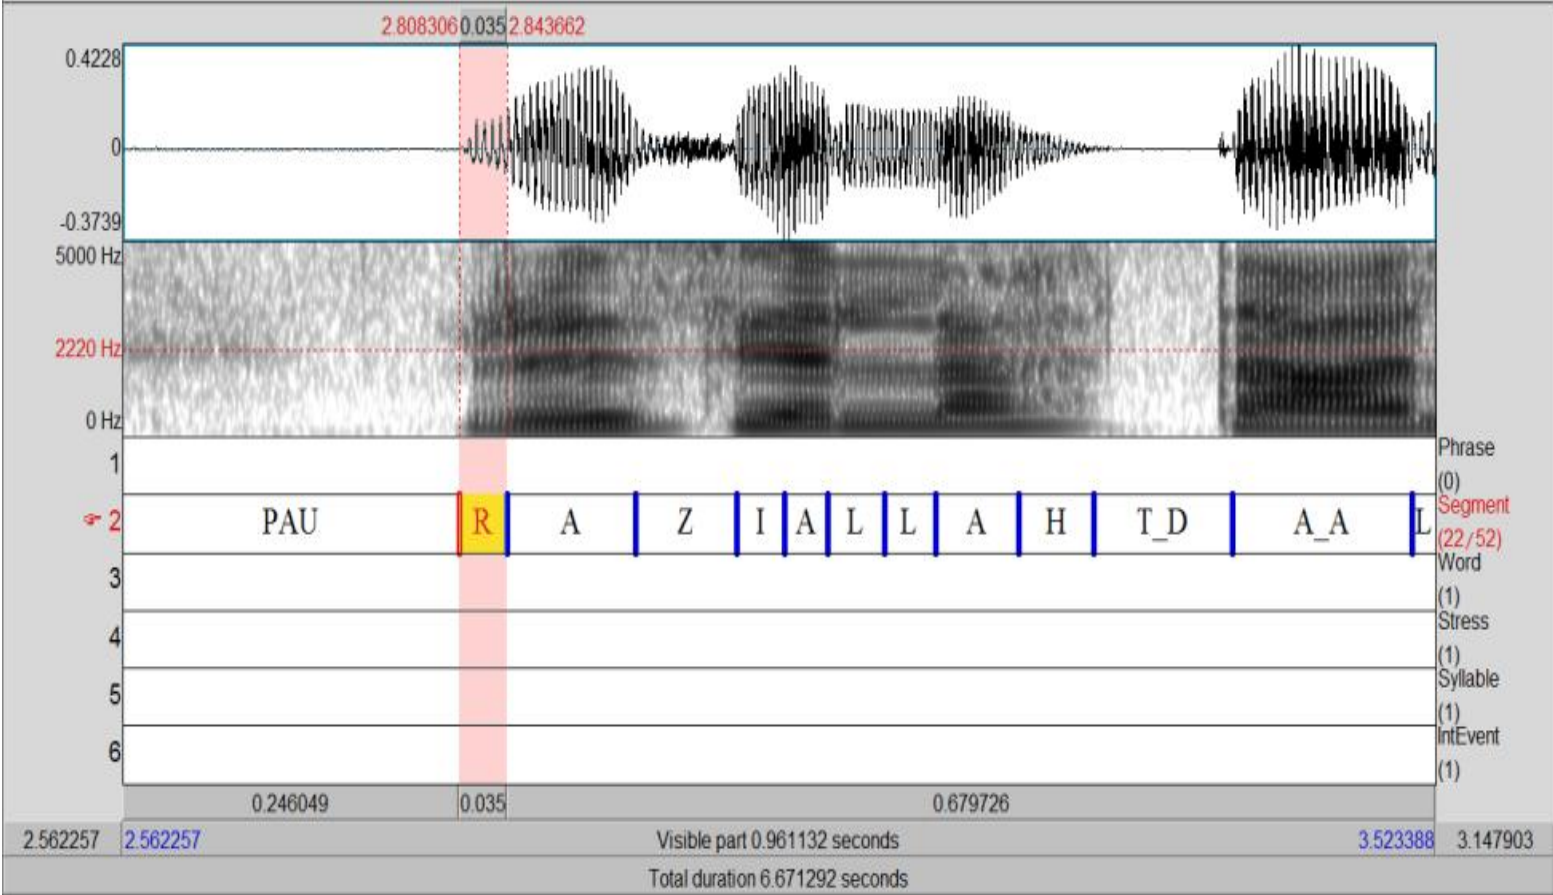 2.808306 0.035 2.843662
0.4228
0
-0.3739
5000 Hz
2220 Hz
0 Hz
1 Phrase
(0)
2 PAU R A Z I A L L A H T_D A_A L Segment
(22/52)
3 Word
(1)
4 Stress
(1)
5 Syllable
(1)
6 IntEvent
(1)
0.246049 0.035 0.679726
2.562257 2.562257 Visible part 0.961132 seconds 3.523388 3.147903
Total duration 6.671292 seconds